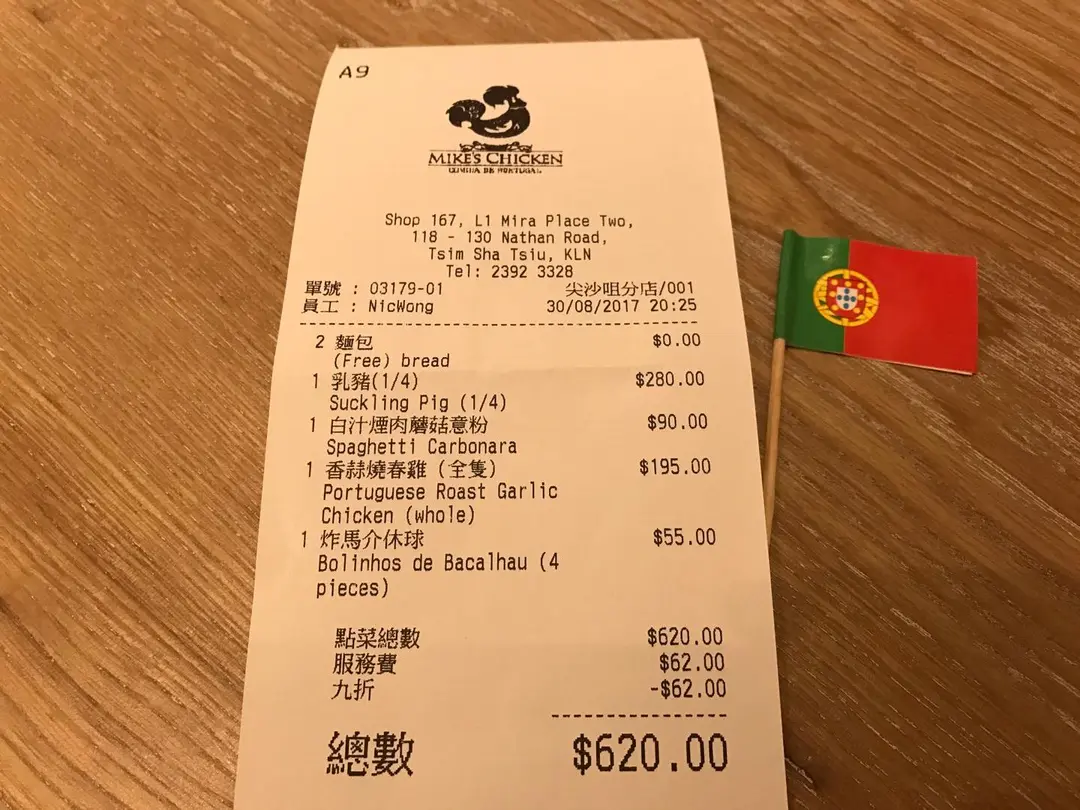 A9
MIKE'S CHICKEN
Shop 167, L1 Mira Place Two,
118 - 130 Nathan Road,
Tsim Sha Tsiu, KLN
Tel: 2392 3328
單號 : 03179-01 尖沙咀分店/001
員工 : NicWong 30/08/2017 20:25
2 麵包 $0.00
(Free) bread
1 乳豬(1/4) $280.00
Suckling Pig (1/4)
1 白汁煙肉蘑菇意粉 $90.00
Spaghetti Carbonara
1 香蒜燒春雞 (全隻) $195.00
Portuguese Roast Garlic
Chicken (whole)
1 炸馬介休球 $55.00
Bolinhos de Bacalhau (4
pieces)
點菜總數 $620.00
服務費 $62.00
九折 -$62.00
總數 $620.00